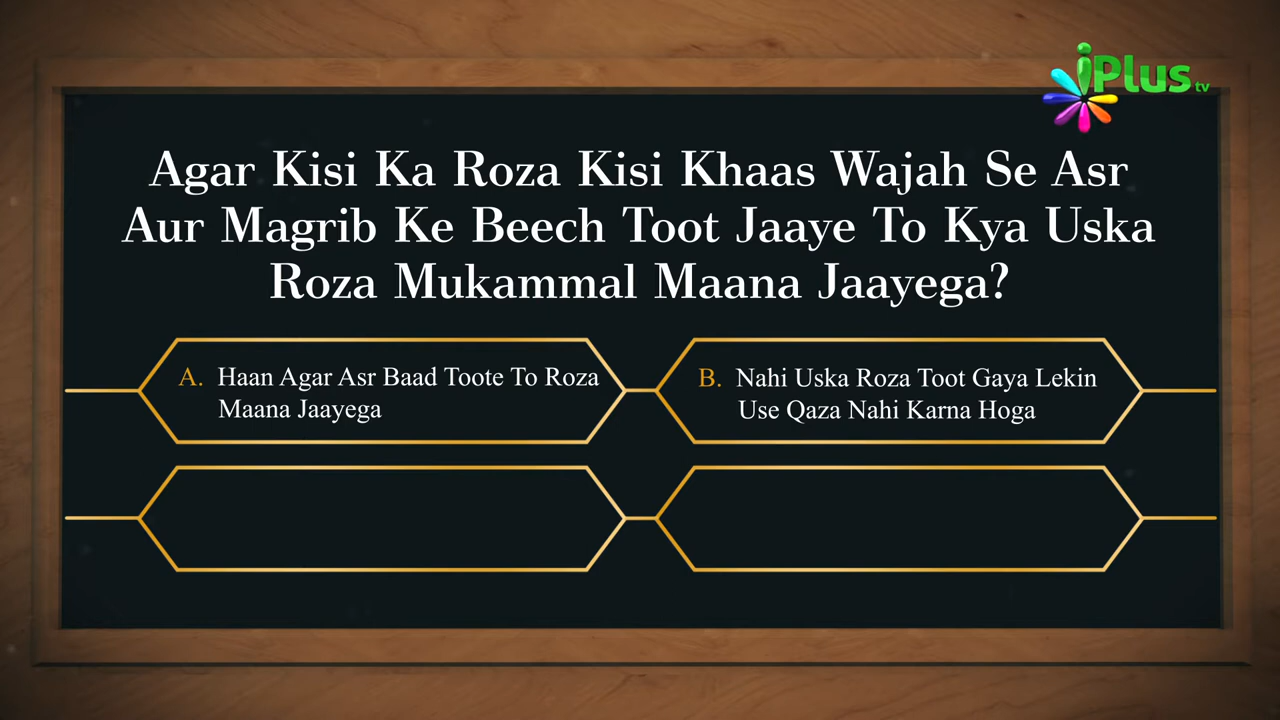 iPlus tv
Agar Kisi Ka Roza Kisi Khaas Wajah Se Asr
Aur Magrib Ke Beech Toot Jaaye To Kya Uska
Roza Mukammal Maana Jaayega?
A. Haan Agar Asr Baad Toote To Roza
Maana Jaayega
B. Nahi Uska Roza Toot Gaya Lekin
Use Qaza Nahi Karna Hoga